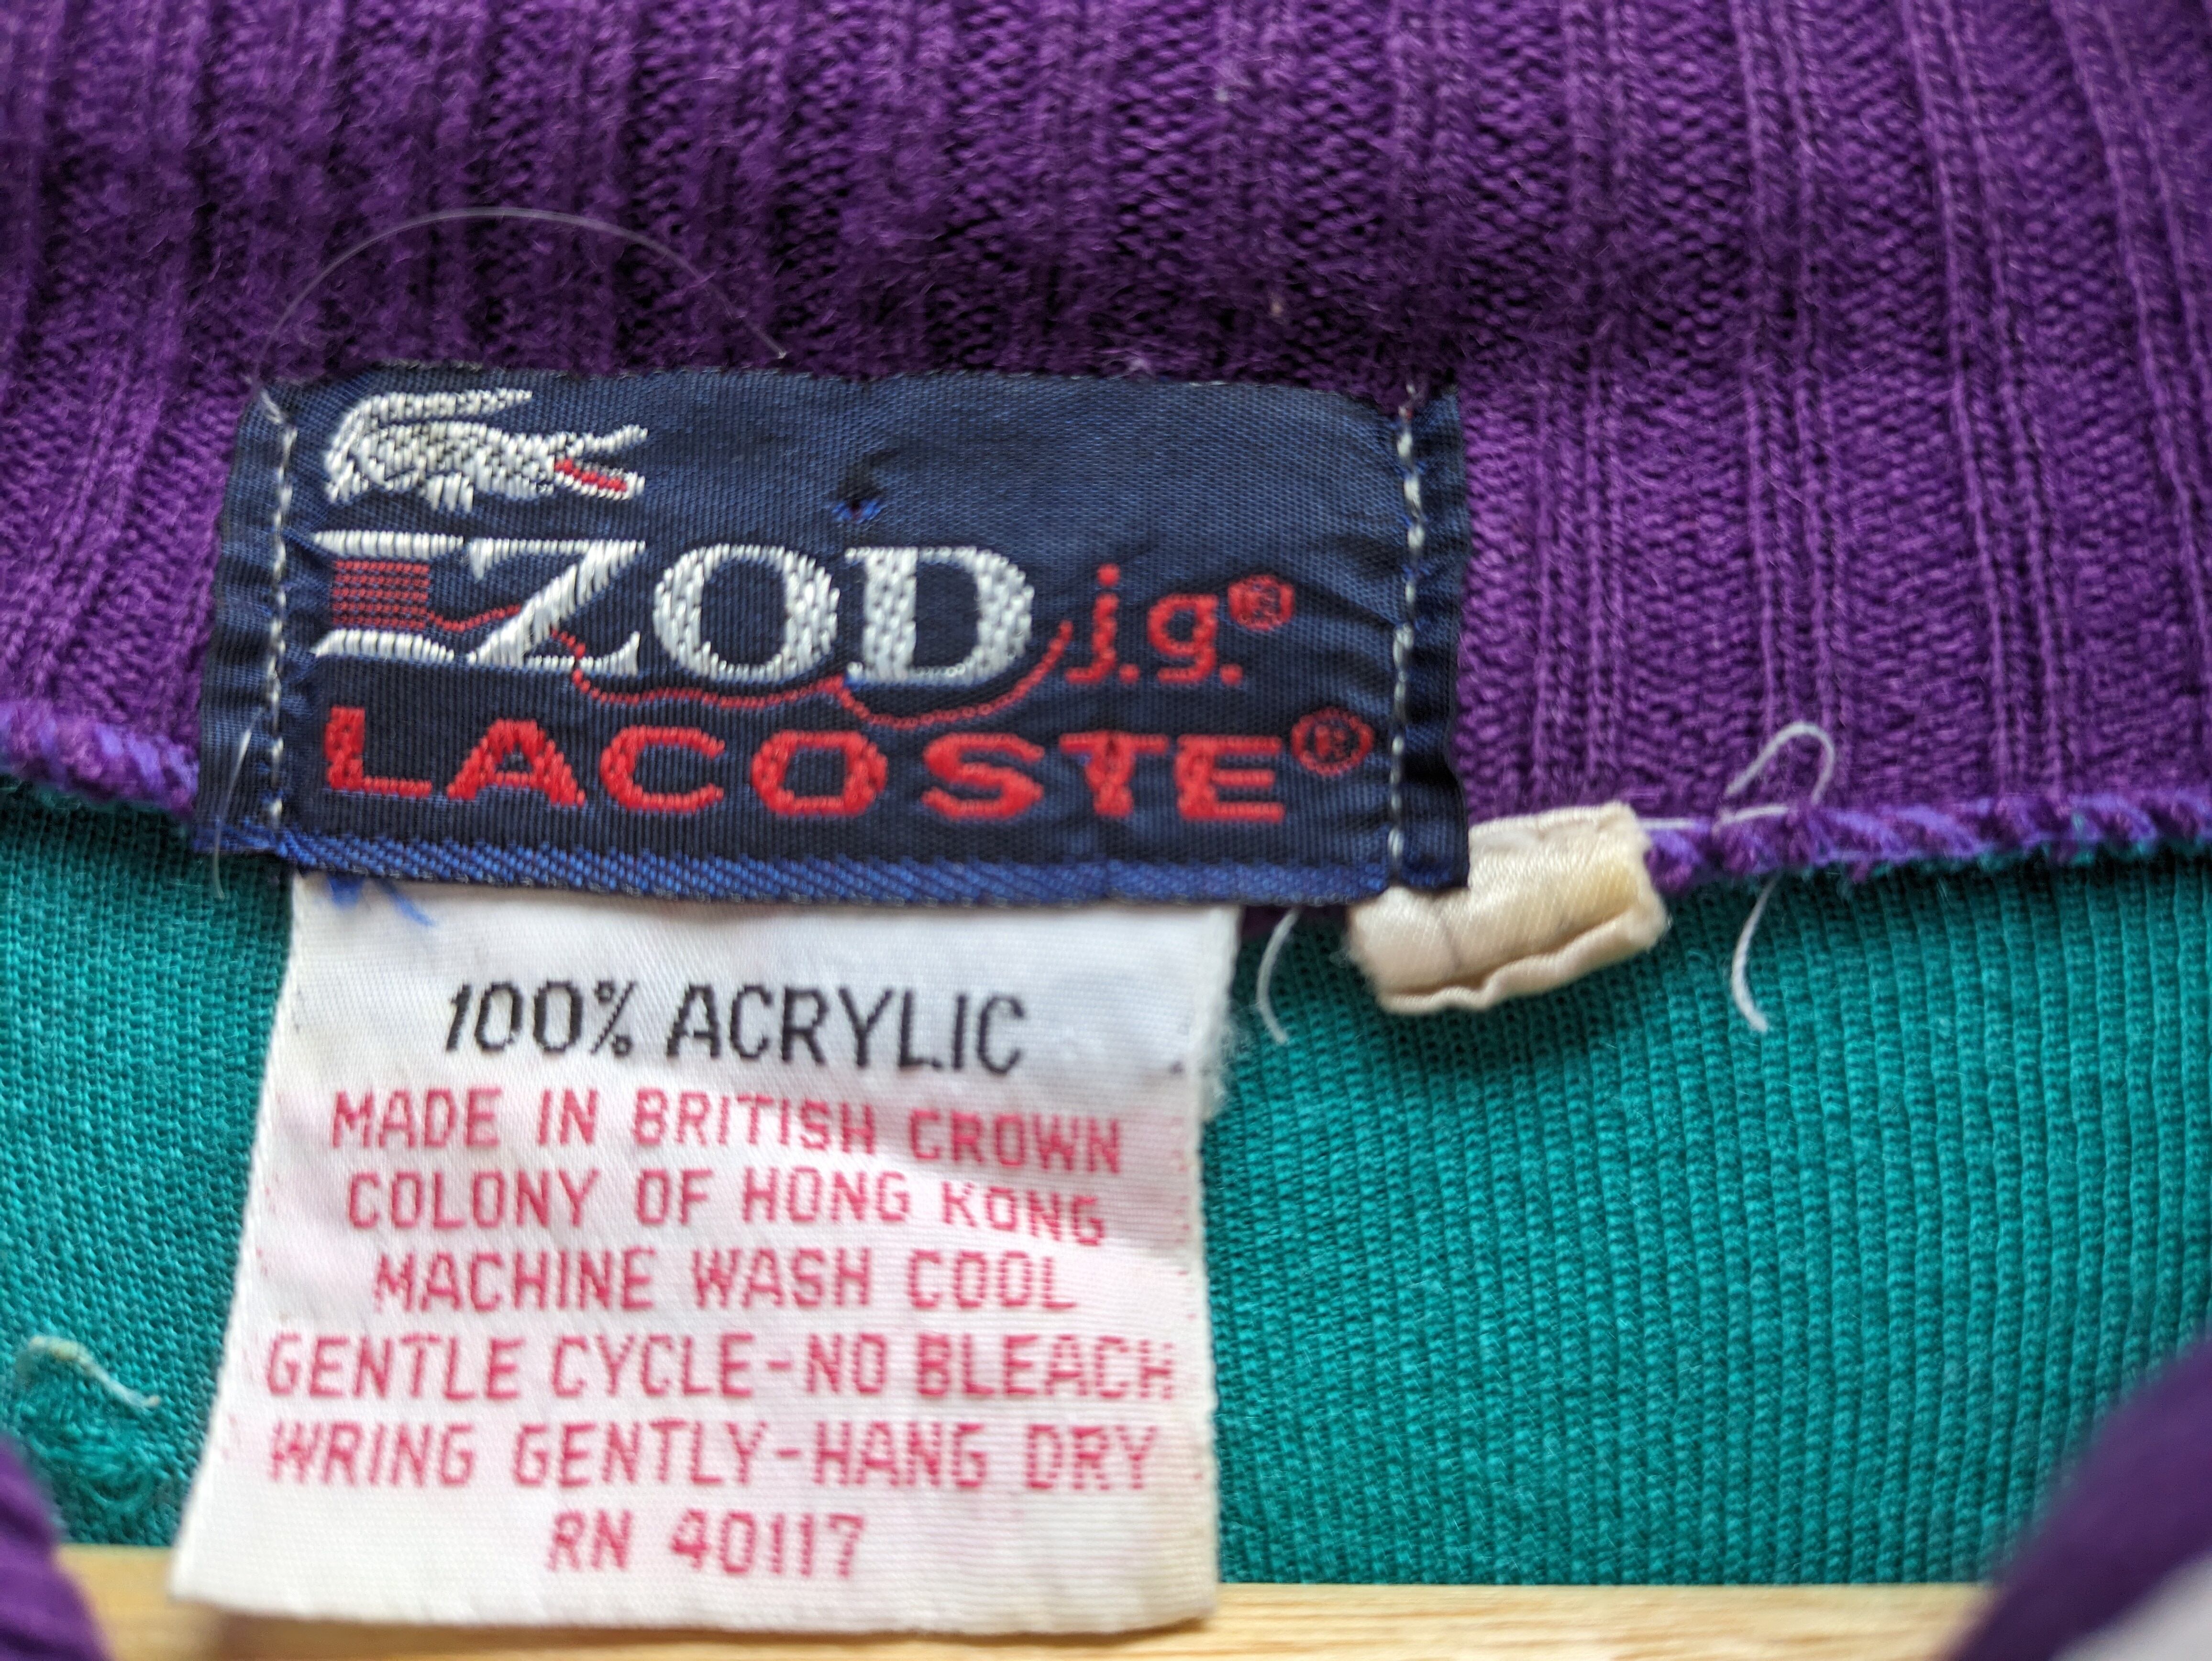 IZOD j.g.®
LACOSTE®
100% ACRYLIC
MADE IN BRITISH CROWN
COLONY OF HONG KONG
MACHINE WASH COOL
GENTLE CYCLE-NO BLEACH
WRING GENTLY-HANG DRY
RN 40117